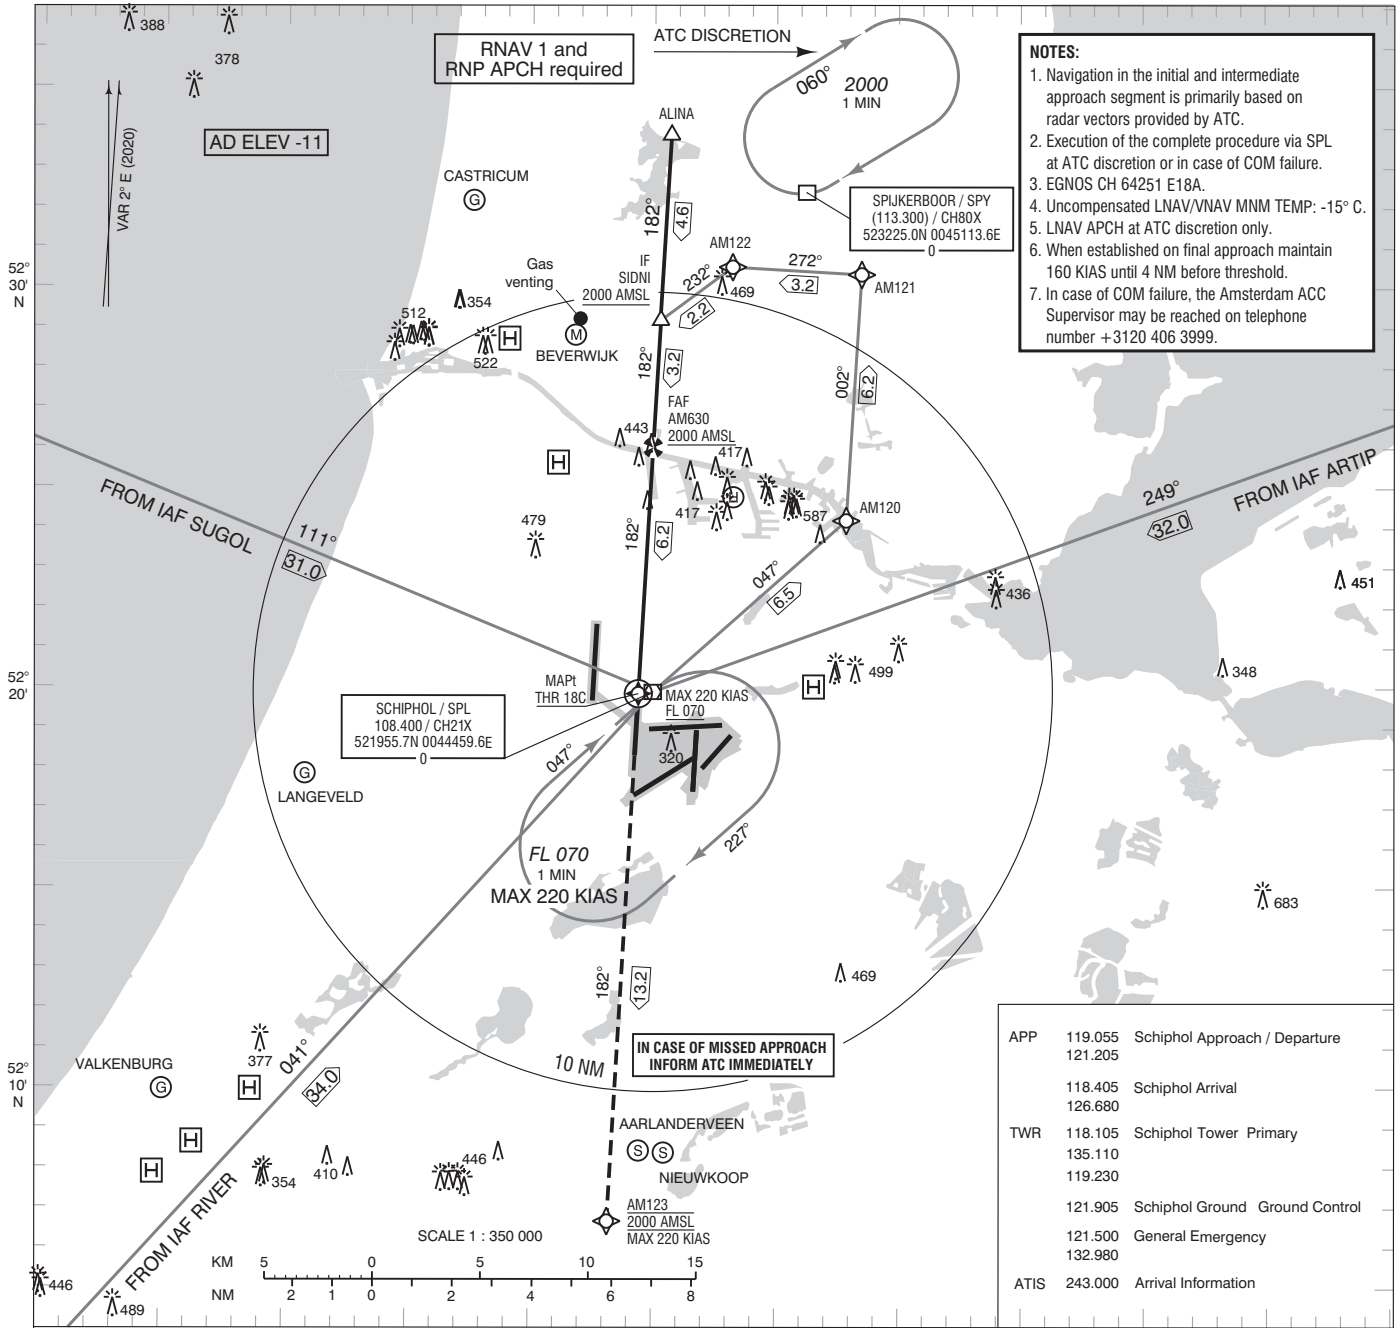 388
378
VAR 2° E (2020)
AD ELEV -11
RNAV 1 and
RNP APCH required
ATC DISCRETION
060°
2000
1 MIN
NOTES:
1. Navigation in the initial and intermediate
approach segment is primarily based on
radar vectors provided by ATC.
2. Execution of the complete procedure via SPL
at ATC discretion or in case of COM failure.
3. EGNOS CH 64251 E18A.
4. Uncompensated LNAV/VNAV MNM TEMP: -15° C.
5. LNAV APCH at ATC discretion only.
6. When established on final approach maintain
160 KIAS until 4 NM before threshold.
7. In case of COM failure, the Amsterdam ACC
Supervisor may be reached on telephone
number +3120 406 3999.
ALINA
CASTRICUM
G
182°
4.6
SPIJKERBOOR / SPY
(113.300) / CH80X
523225.0N 0045113.6E
0
AM122
272°
3.2
AM121
232°
2.2
469
IF
SIDNI
2000 AMSL
Gas
venting
52°
30'
N
354
512
522
H
M
BEVERWIJK
182°
3.2
002°
6.2
FAF
AM630
2000 AMSL
443
417
H
H
417
587
AM120
479
182°
6.2
FROM IAF SUGOL
111°
31.0
249°
FROM IAF ARTIP
32.0
047°
6.5
436
451
348
499
H
52°
20'
MAPt
THR 18C
MAX 220 KIAS
FL 070
SCHIPHOL / SPL
108.400 / CH21X
521955.7N 0044459.6E
0
320
047°
227°
G
LANGEVELD
FL 070
1 MIN
MAX 220 KIAS
683
469
182°
13.2
10 NM
IN CASE OF MISSED APPROACH
INFORM ATC IMMEDIATELY
377
VALKENBURG
G
H
52°
10'
N
041°
34.0
H
H
354
410
446
AARLANDERVEEN
S
S
NIEUWKOOP
FROM IAF RIVER
AM123
2000 AMSL
MAX 220 KIAS
446
489
SCALE 1 : 350 000
KM 5 0 5 10 15
NM 2 1 0 2 4 6 8
APP 119.055 Schiphol Approach / Departure
121.205
118.405 Schiphol Arrival
126.680
TWR 118.105 Schiphol Tower Primary
135.110
119.230
121.905 Schiphol Ground Ground Control
121.500 General Emergency
132.980
ATIS 243.000 Arrival Information